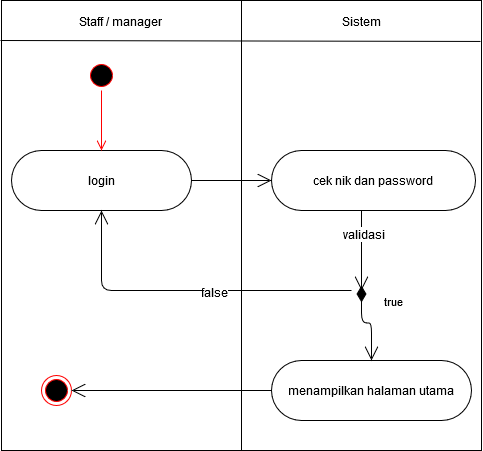 Staff / manager
Sistem
login
cek nik dan password
validasi
false
true
menampilkan halaman utama